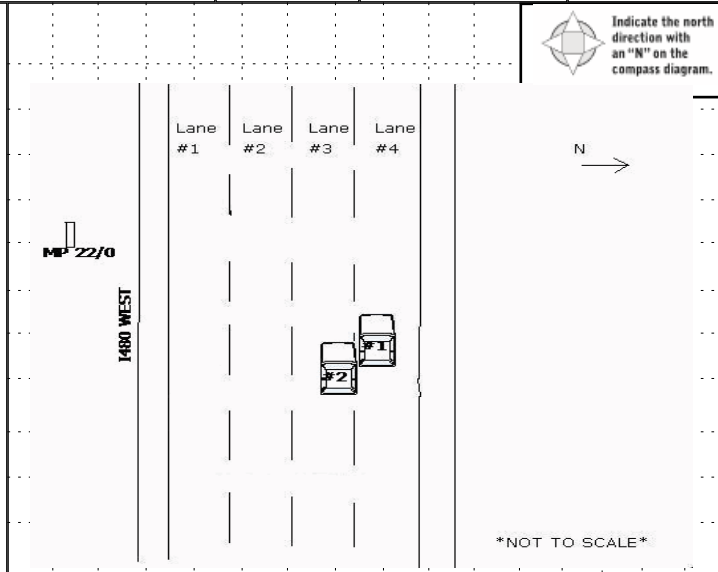 Indicate the north
direction with
an “N” on the
compass diagram.
Lane
#1
Lane
#2
Lane
#3
Lane
#4
N
MP 22/0
I480 WEST
#1
#2
*NOT TO SCALE*